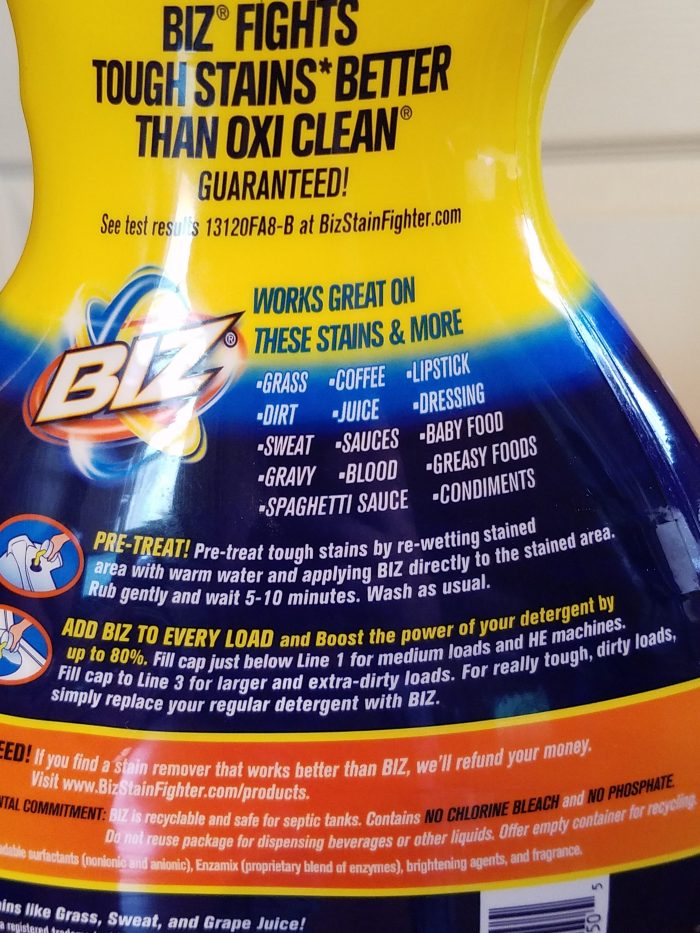 BIZ® FIGHTS
TOUGH STAINS* BETTER
THAN OXI CLEAN®
GUARANTEED!
See test results 13120FA8-B at BizStainFighter.com
BIZ®
WORKS GREAT ON
THESE STAINS & MORE
▪GRASS ▪COFFEE ▪LIPSTICK
▪DIRT ▪JUICE ▪DRESSING
▪SWEAT ▪SAUCES ▪BABY FOOD
▪GRAVY ▪BLOOD ▪GREASY FOODS
▪SPAGHETTI SAUCE ▪CONDIMENTS
PRE-TREAT! Pre-treat tough stains by re-wetting stained
area with warm water and applying BIZ directly to the stained area.
Rub gently and wait 5-10 minutes. Wash as usual.
ADD BIZ TO EVERY LOAD and Boost the power of your detergent by
up to 80%. Fill cap just below Line 1 for medium loads and HE machines.
Fill cap to Line 3 for larger and extra-dirty loads. For really tough, dirty loads,
simply replace your regular detergent with BIZ.
EED! If you find a stain remover that works better than BIZ, we'll refund your money.
Visit www.BizStainFighter.com/products.
TAL COMMITMENT: BIZ is recyclable and safe for septic tanks. Contains NO CHLORINE BLEACH and NO PHOSPHATE.
Do not reuse package for dispensing beverages or other liquids. Offer empty container for recycling.
dable surfactants (nonionic and anionic), Enzamix (proprietary blend of enzymes), brightening agents, and fragrance.
ins like Grass, Sweat, and Grape Juice!
a registered
50 5